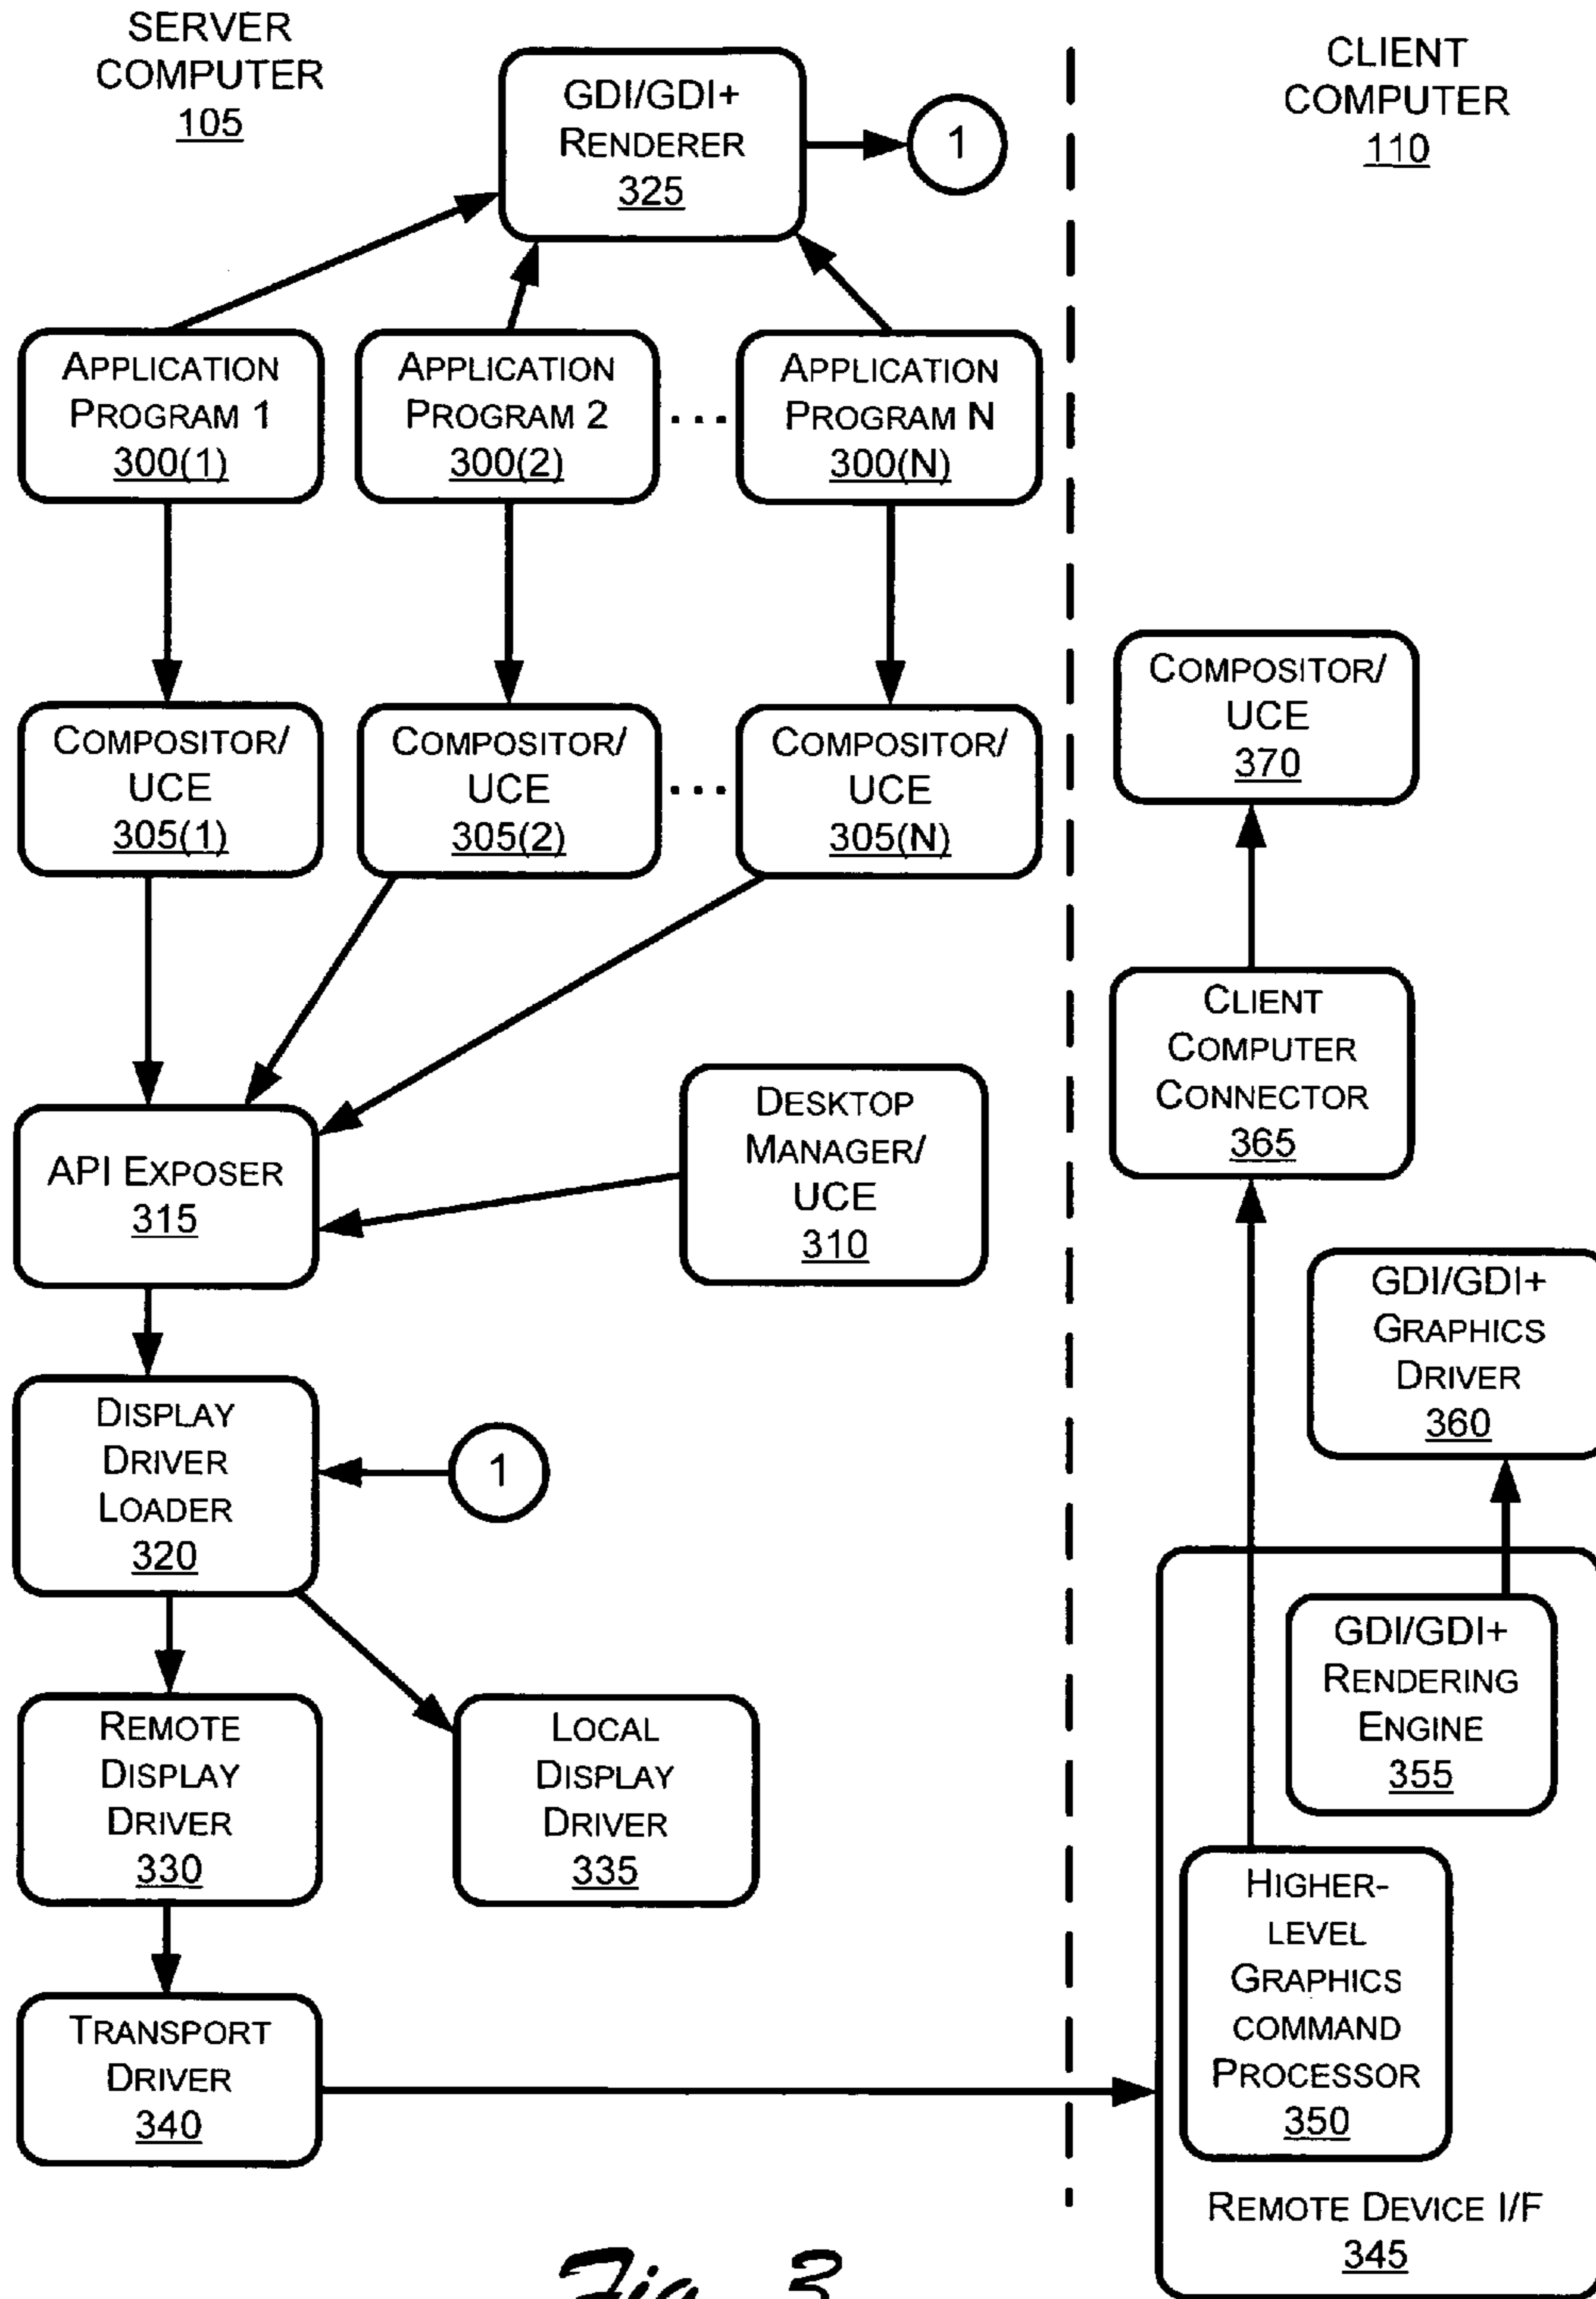 SERVER
COMPUTER
105
CLIENT
COMPUTER
110
GDI/GDI+
RENDERER
325
1
APPLICATION
PROGRAM 1
300(1)
APPLICATION
PROGRAM 2
300(2)
...
APPLICATION
PROGRAM N
300(N)
COMPOSITOR/
UCE
305(1)
COMPOSITOR/
UCE
305(2)
...
COMPOSITOR/
UCE
305(N)
COMPOSITOR/
UCE
370
CLIENT
COMPUTER
CONNECTOR
365
API EXPOSER
315
DESKTOP
MANAGER/
UCE
310
GDI/GDI+
GRAPHICS
DRIVER
360
DISPLAY
DRIVER
LOADER
320
1
GDI/GDI+
RENDERING
ENGINE
355
REMOTE
DISPLAY
DRIVER
330
LOCAL
DISPLAY
DRIVER
335
HIGHER-
LEVEL
GRAPHICS
COMMAND
PROCESSOR
350
TRANSPORT
DRIVER
340
REMOTE DEVICE I/F
345
Fig. 3